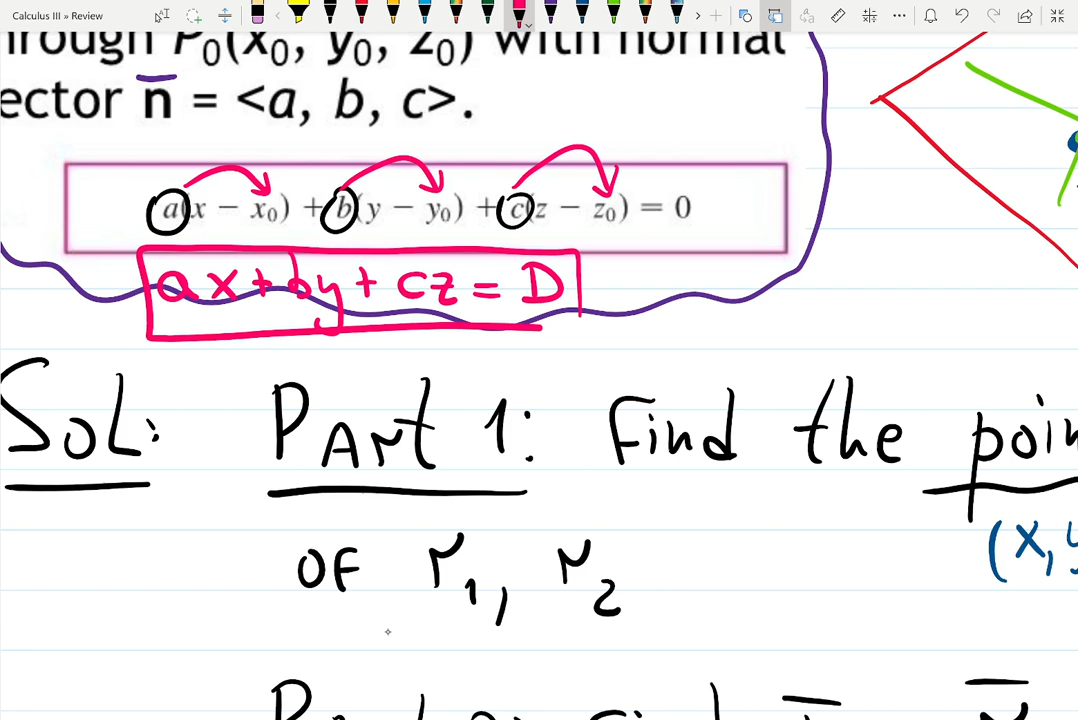 Calculus III » Review
through P₀(x₀, y₀, z₀) with normal
ector n̅ = <a, b, c>.
a(x − x₀) + b(y − y₀) + c(z − z₀) = 0
ax + by + cz = D
Sol: PArt 1: Find the poin
(x, y
OF r₁, r₂